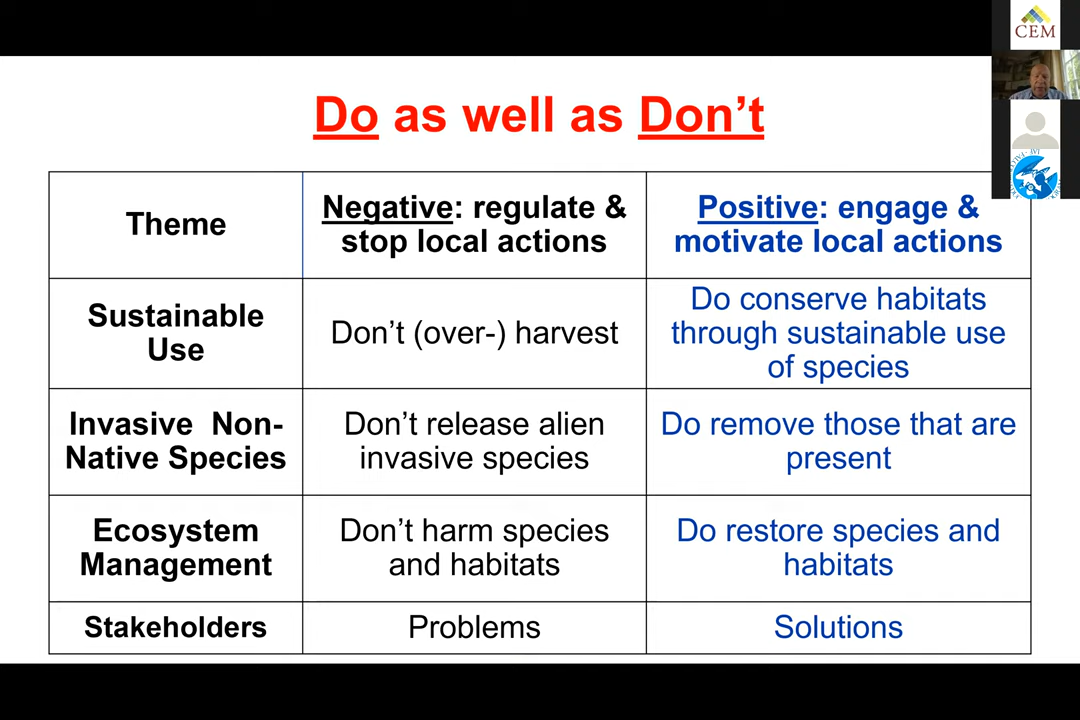 CEM
Do as well as Don't
Theme
Negative: regulate &
stop local actions
Positive: engage &
motivate local actions
Sustainable
Use
Don't (over-) harvest
Do conserve habitats
through sustainable use
of species
Invasive Non-
Native Species
Don't release alien
invasive species
Do remove those that are
present
Ecosystem
Management
Don't harm species
and habitats
Do restore species and
habitats
Stakeholders
Problems
Solutions